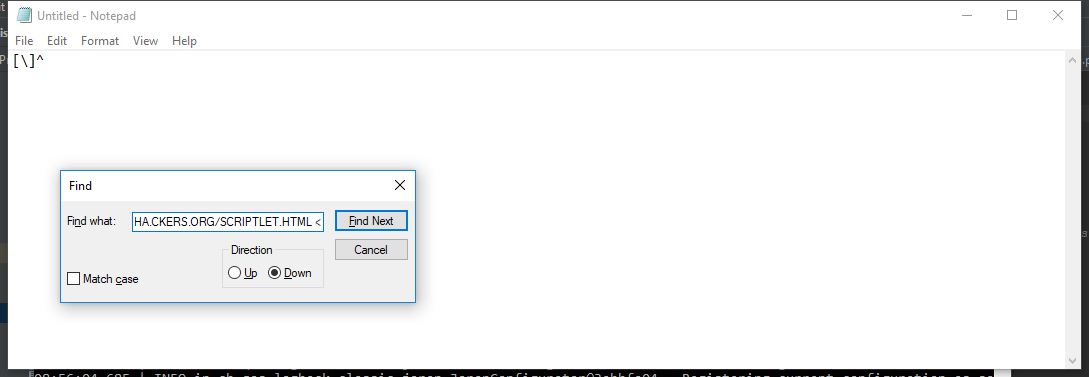 Untitled - Notepad
File Edit Format View Help
[\]^
Find
Find what: HA.CKERS.ORG/SCRIPTLET.HTML < Find Next
Direction Cancel
Up Down
Match case